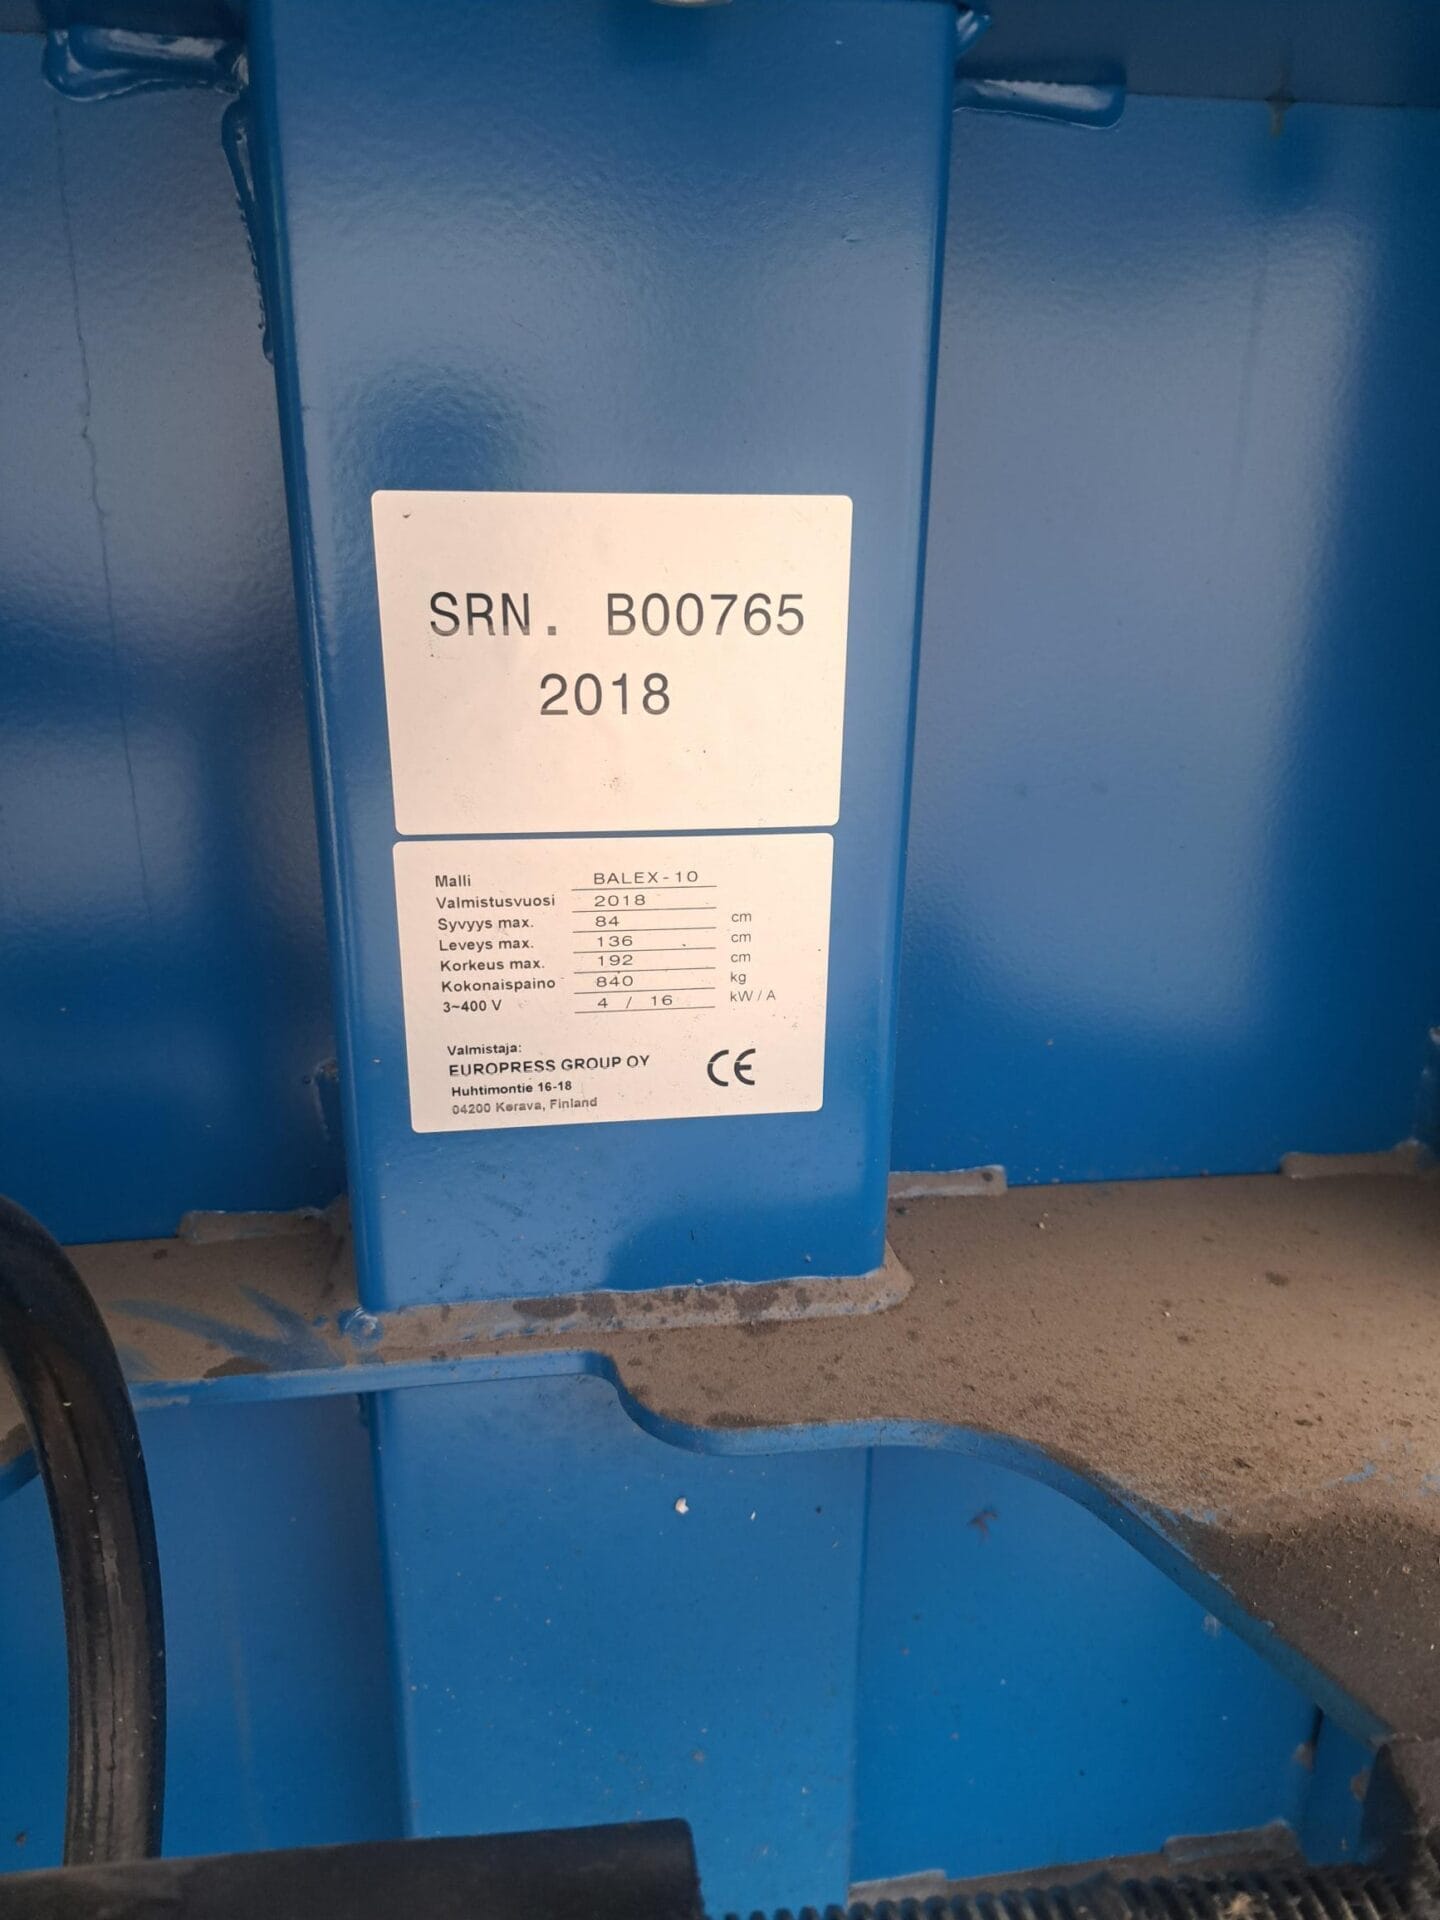 SRN. B00765
2018
Malli BALEX-10
Valmistusvuosi 2018
Syvyys max. 84 cm
Leveys max. 136 cm
Korkeus max. 192 cm
Kokonaispaino 840 kg
3~400 V 4 / 16 kW / A
Valmistaja:
EUROPRESS GROUP OY CE
Huhtimontie 16-18
04200 Kerava, Finland